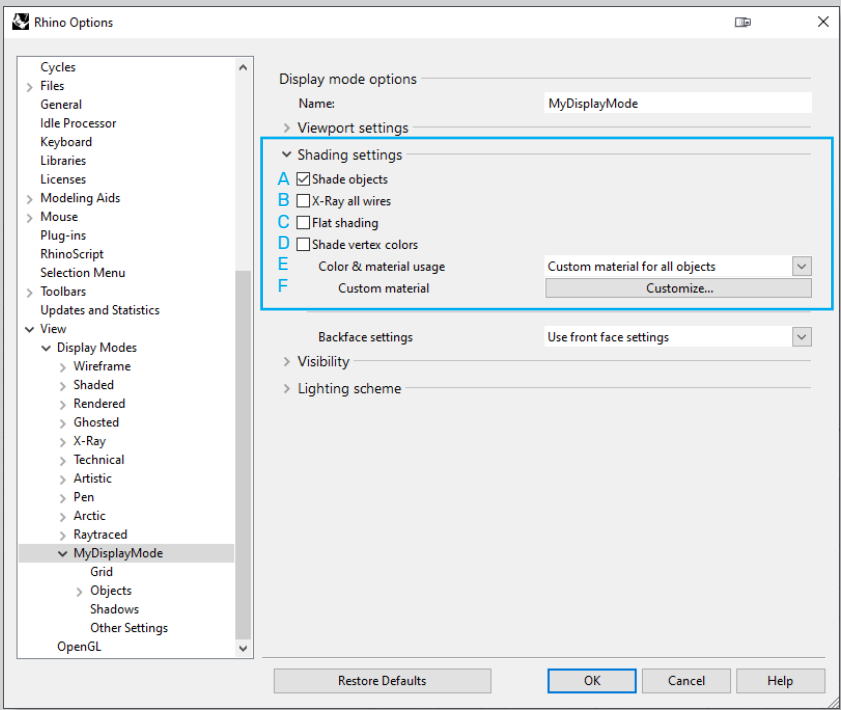 Rhino Options
Cycles
Files
General
Idle Processor
Keyboard
Libraries
Licenses
Modeling Aids
Mouse
Plug-ins
RhinoScript
Selection Menu
Toolbars
Updates and Statistics
View
Display Modes
Wireframe
Shaded
Rendered
Ghosted
X-Ray
Technical
Artistic
Pen
Arctic
Raytraced
MyDisplayMode
Grid
Objects
Shadows
Other Settings
OpenGL
Display mode options
Name: MyDisplayMode
Viewport settings
Shading settings
A Shade objects
B X-Ray all wires
C Flat shading
D Shade vertex colors
E Color & material usage Custom material for all objects
F Custom material Customize...
Backface settings Use front face settings
Visibility
Lighting scheme
Restore Defaults OK Cancel Help